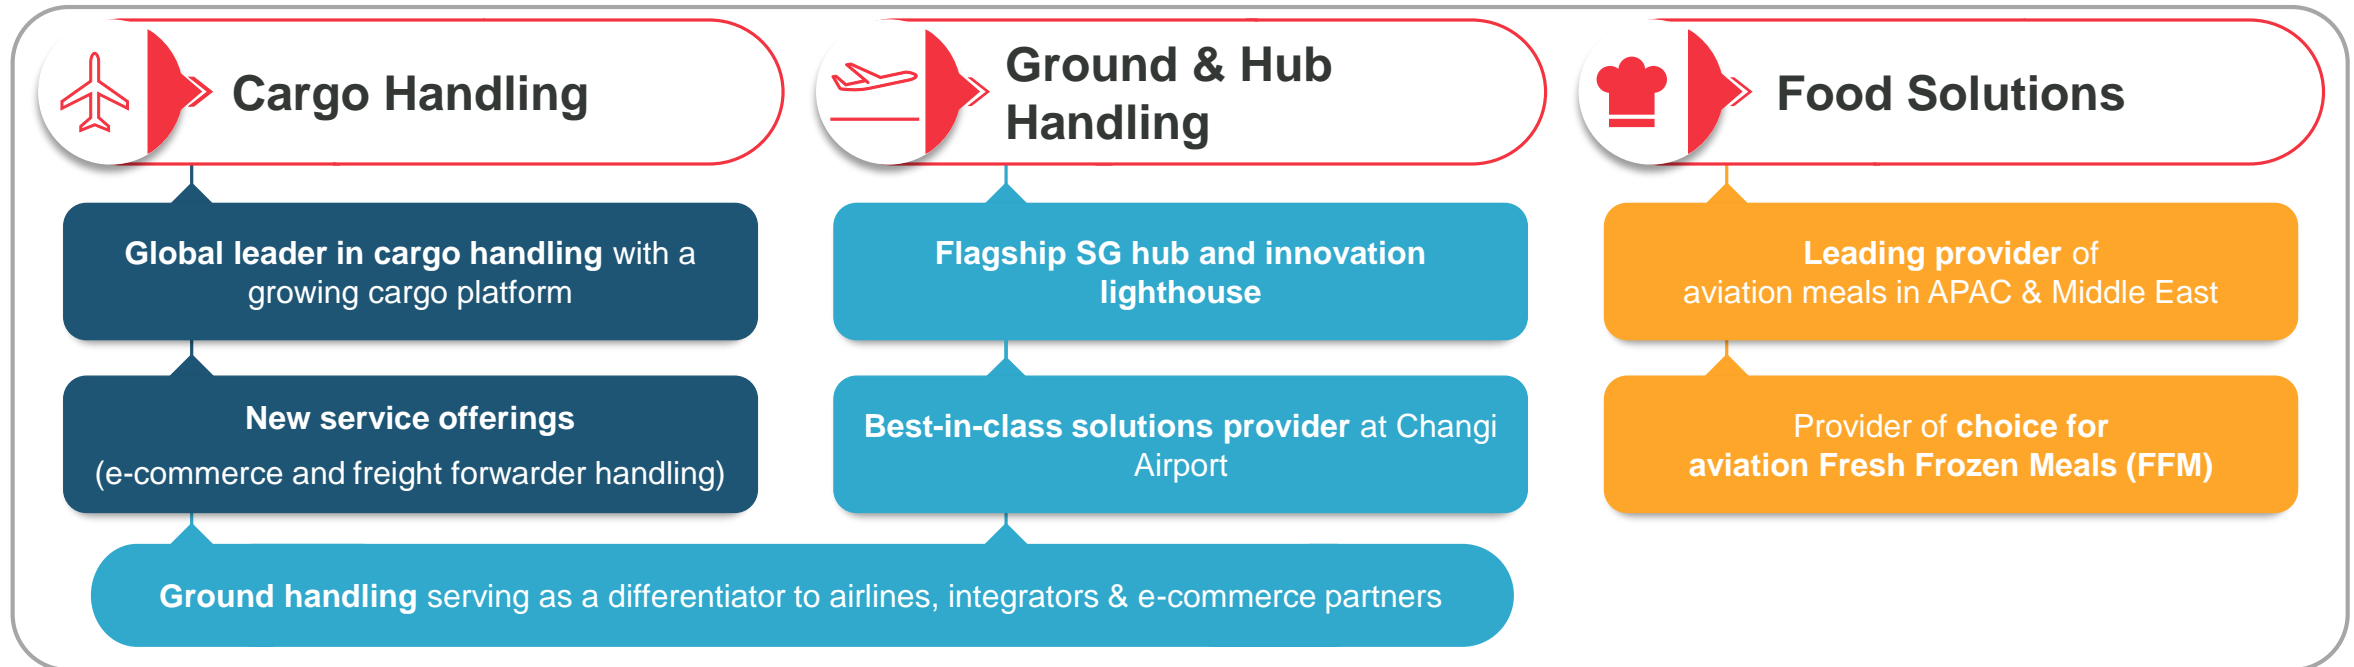 Cargo Handling
Global leader in cargo handling with a
growing cargo platform
New service offerings
(e-commerce and freight forwarder handling)
Ground & Hub
Handling
Flagship SG hub and innovation
lighthouse
Best-in-class solutions provider at Changi
Airport
Ground handling serving as a differentiator to airlines, integrators & e-commerce partners
Food Solutions
Leading provider of
aviation meals in APAC & Middle East
Provider of choice for
aviation Fresh Frozen Meals (FFM)